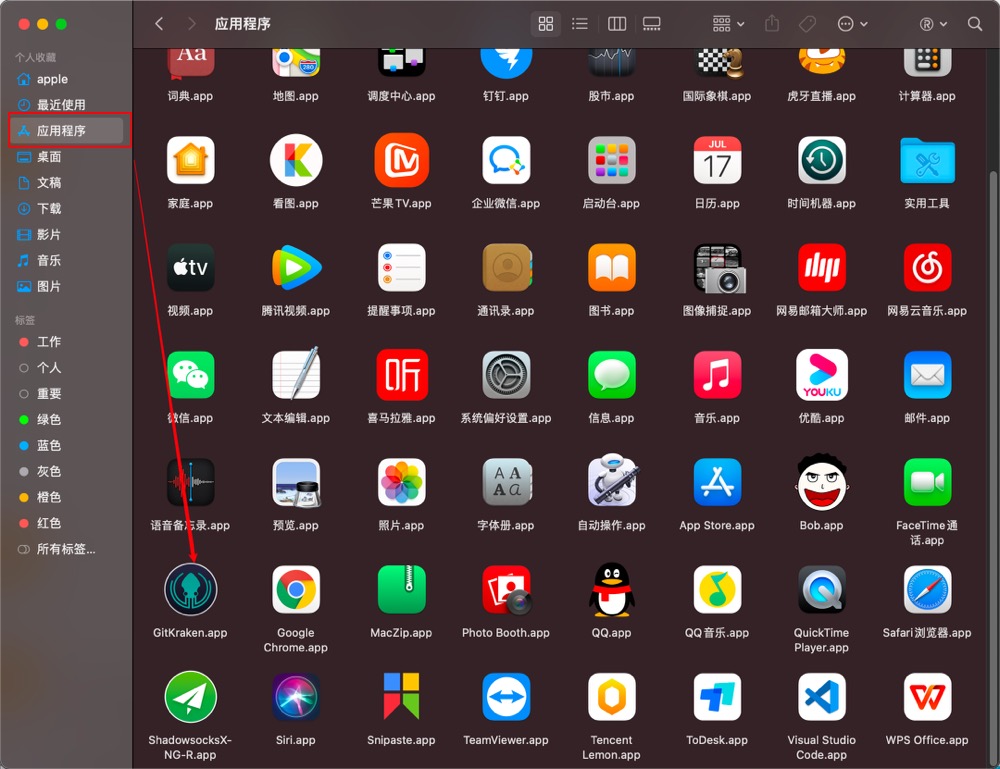 应用程序
个人收藏
apple
最近使用
应用程序
桌面
文稿
下载
影片
音乐
图片
标签
工作
个人
重要
绿色
蓝色
灰色
橙色
红色
所有标签...
Aa
280
词典.app
地图.app
调度中心.app
钉钉.app
股市.app
国际象棋.app
虎牙直播.app
计算器.app
JUL
17
家庭.app
看图.app
芒果TV.app
企业微信.app
启动台.app
日历.app
时间机器.app
实用工具
tv
视频.app
腾讯视频.app
提醒事项.app
通讯录.app
图书.app
图像捕捉.app
网易邮箱大师.app
网易云音乐.app
听
YOUKU
微信.app
文本编辑.app
喜马拉雅.app
系统偏好设置.app
信息.app
音乐.app
优酷.app
邮件.app
A A
A a
语音备忘录.app
预览.app
照片.app
字体册.app
自动操作.app
App Store.app
Bob.app
FaceTime通
话.app
GitKraken.app
Google
Chrome.app
MacZip.app
Photo Booth.app
QQ.app
QQ音乐.app
QuickTime
Player.app
Safari浏览器.app
ShadowsocksX-
NG-R.app
Siri.app
Snipaste.app
TeamViewer.app
Tencent
Lemon.app
ToDesk.app
Visual Studio
Code.app
WPS Office.app